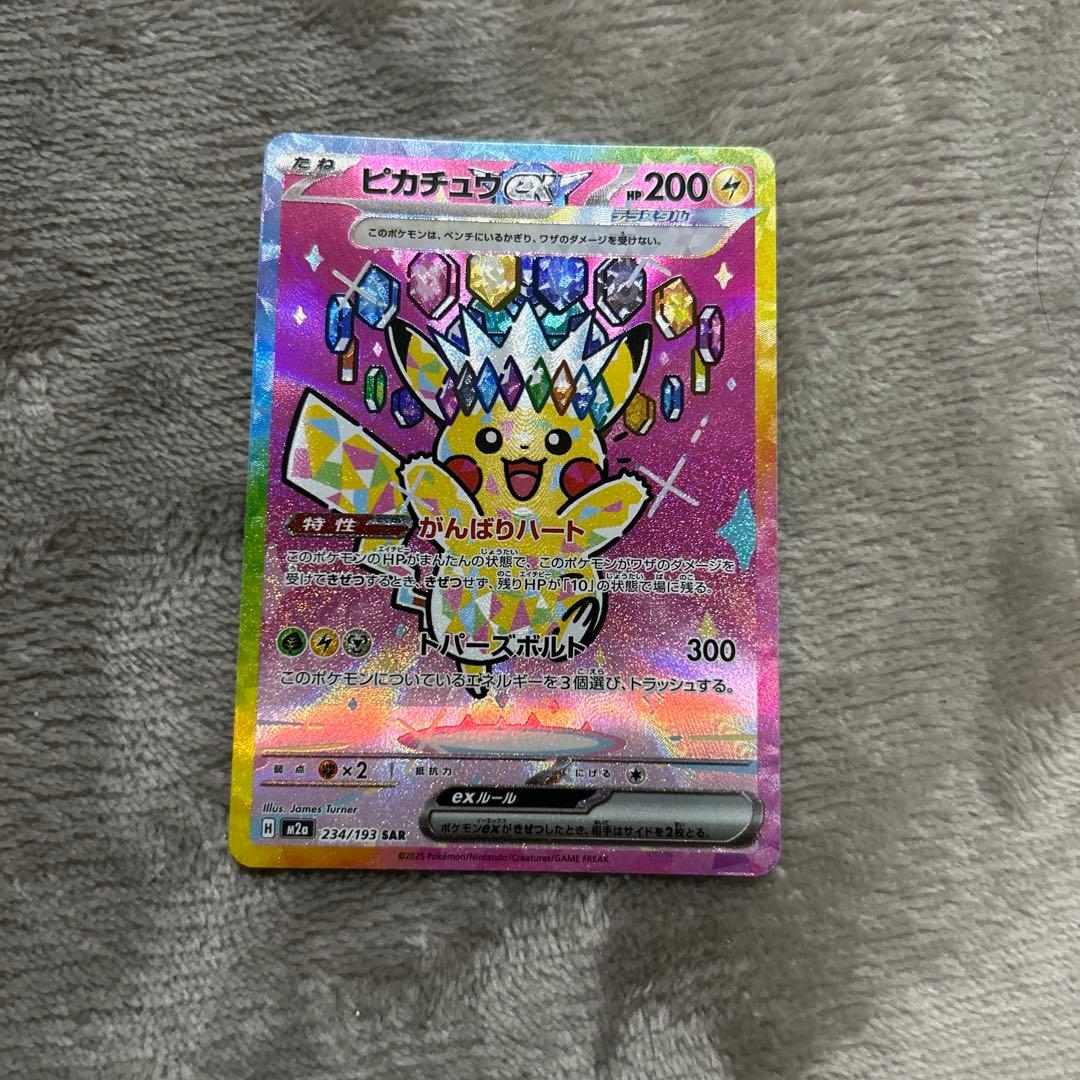 たね ピカチュウex HP200
テラスタル
このポケモンは、ベンチにいるかぎり、ワザのダメージを受けない。
特性 がんばりハート
このポケモンのHPがまんたんの状態で、このポケモンがワザのダメージを
受けてきぜつするとき、きぜつせず、残りHPが「10」の状態で場に残る。
トパーズボルト 300
このポケモンについているエネルギーを3個選び、トラッシュする。
弱点 ×2 抵抗力 にげる
Illus. James Turner
exルール
ポケモンexがきぜつしたとき、相手はサイドを2枚とる。
H M2a 234/193 SAR
©2025 Pokémon/Nintendo/Creatures/GAME FREAK